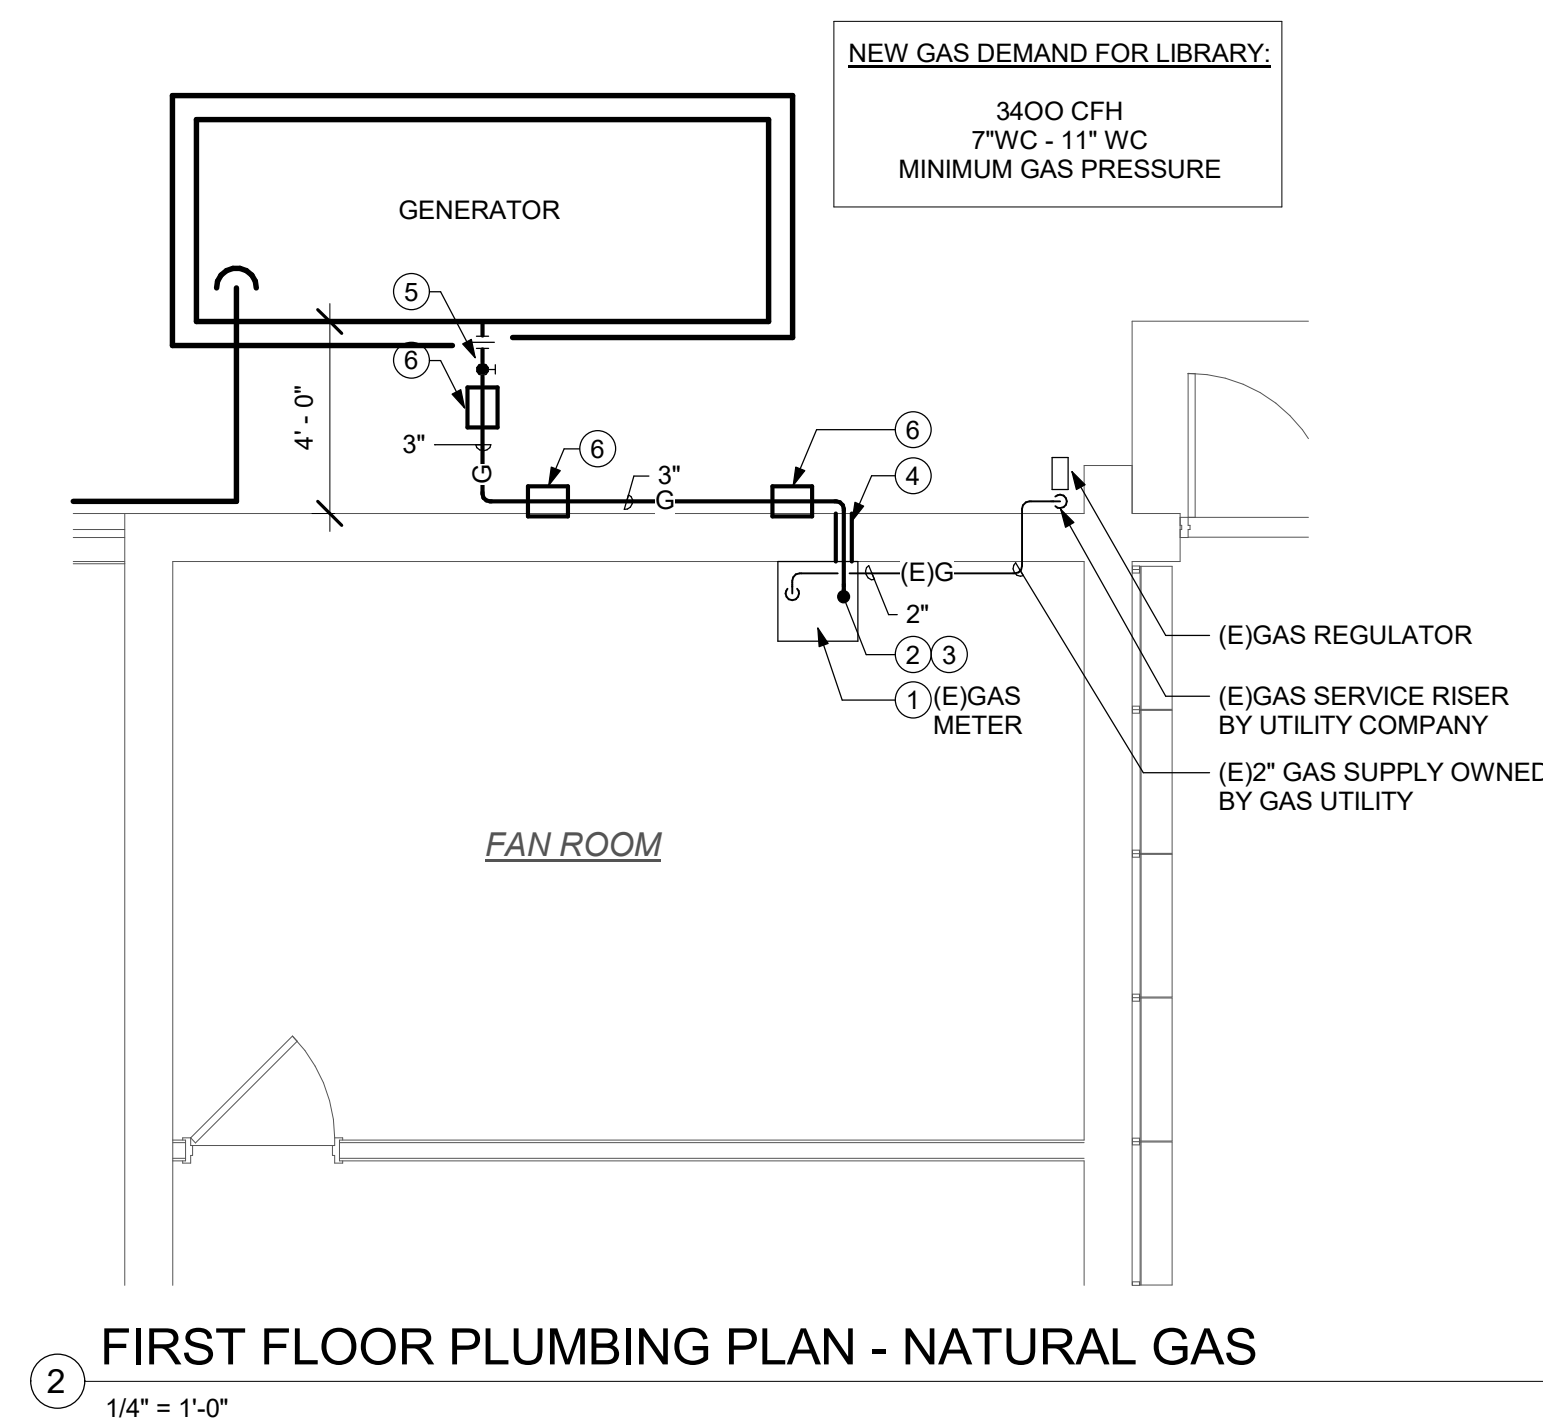 NEW GAS DEMAND FOR LIBRARY:
34OO CFH
7"WC - 11" WC
MINIMUM GAS PRESSURE
GENERATOR
5
6
4' - 0"
3"
G
6
3"
G
6
4
(E)G
2"
2 3
1 (E)GAS
METER
(E)GAS REGULATOR
(E)GAS SERVICE RISER
BY UTILITY COMPANY
(E)2" GAS SUPPLY OWNED
BY GAS UTILITY
FAN ROOM
2
FIRST FLOOR PLUMBING PLAN - NATURAL GAS
1/4" = 1'-0"